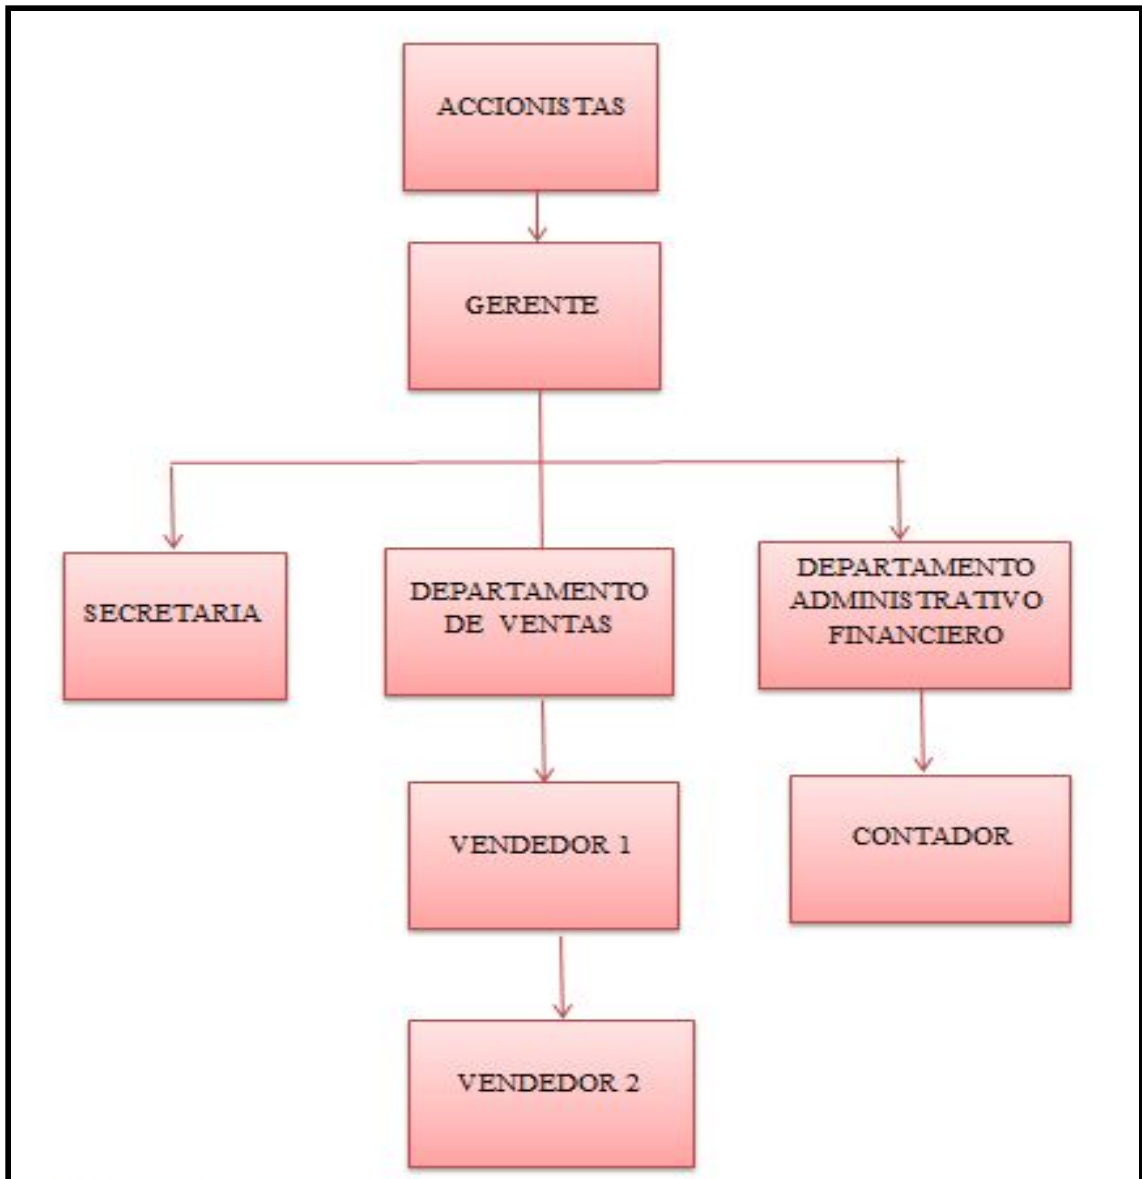 ACCIONISTAS
GERENTE
SECRETARIA
DEPARTAMENTO
DE VENTAS
DEPARTAMENTO
ADMINISTRATIVO
FINANCIERO
VENDEDOR 1
CONTADOR
VENDEDOR 2